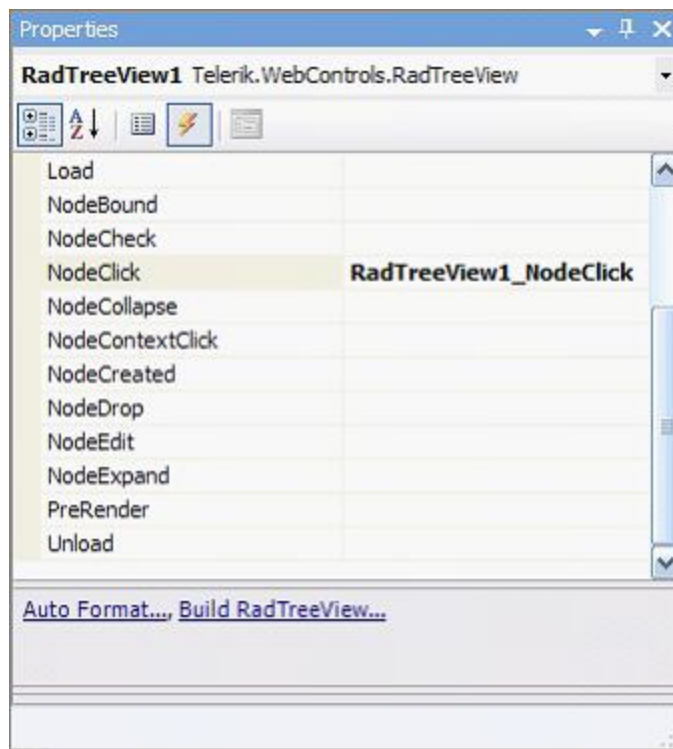 Properties
RadTreeView1 Telerik.WebControls.RadTreeView
A
Z
Load
NodeBound
NodeCheck
NodeClick RadTreeView1_NodeClick
NodeCollapse
NodeContextClick
NodeCreated
NodeDrop
NodeEdit
NodeExpand
PreRender
Unload
Auto Format..., Build RadTreeView...